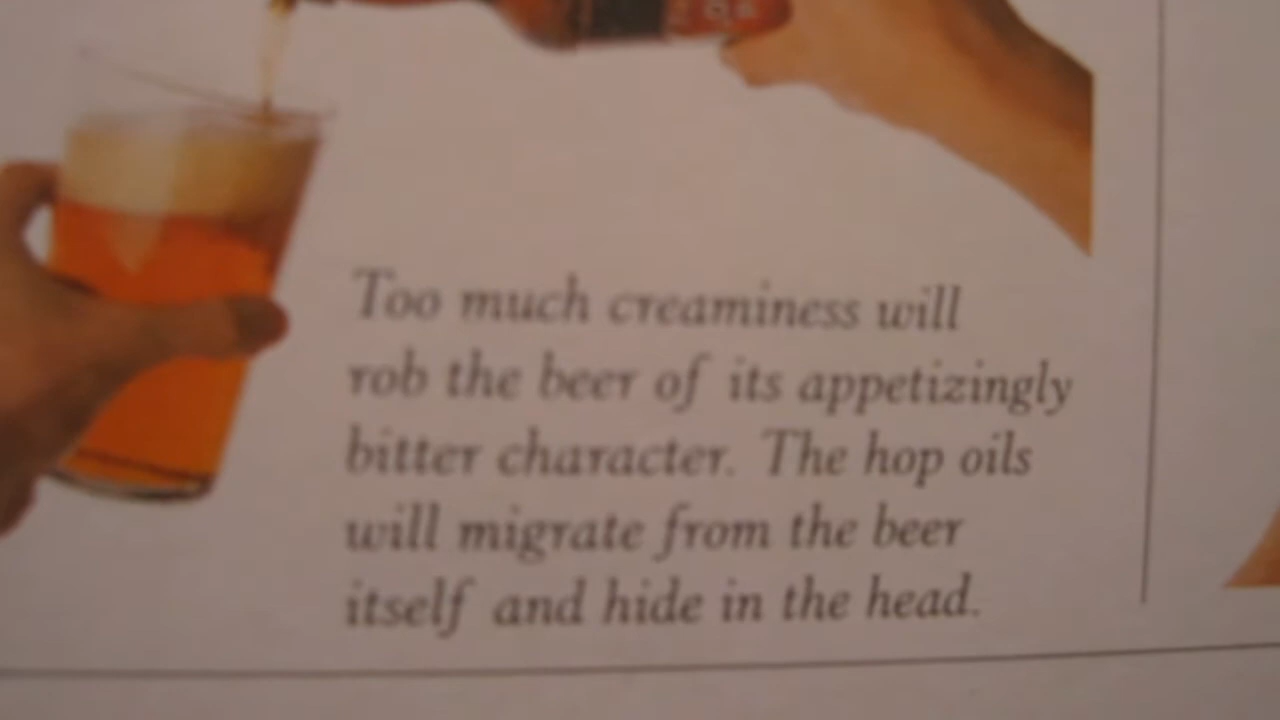 Too much creaminess will
rob the beer of its appetizingly
bitter character. The hop oils
will migrate from the beer
itself and hide in the head.